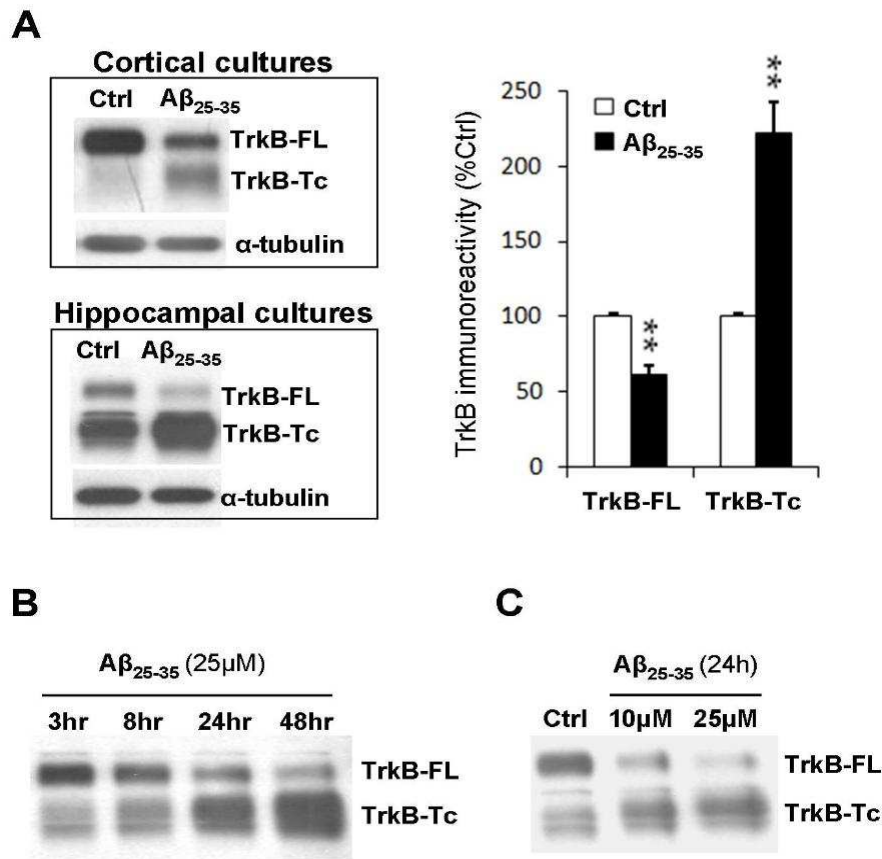 A
Cortical cultures
Ctrl Aβ25-35
TrkB-FL
TrkB-Tc
α-tubulin
Hippocampal cultures
Ctrl Aβ25-35
TrkB-FL
TrkB-Tc
α-tubulin
TrkB immunoreactivity (%Ctrl)
250
200
150
100
50
0
Ctrl
Aβ25-35
**
**
TrkB-FL TrkB-Tc
B
Aβ25-35 (25µM)
3hr 8hr 24hr 48hr
TrkB-FL
TrkB-Tc
C
Aβ25-35 (24h)
Ctrl 10µM 25µM
TrkB-FL
TrkB-Tc